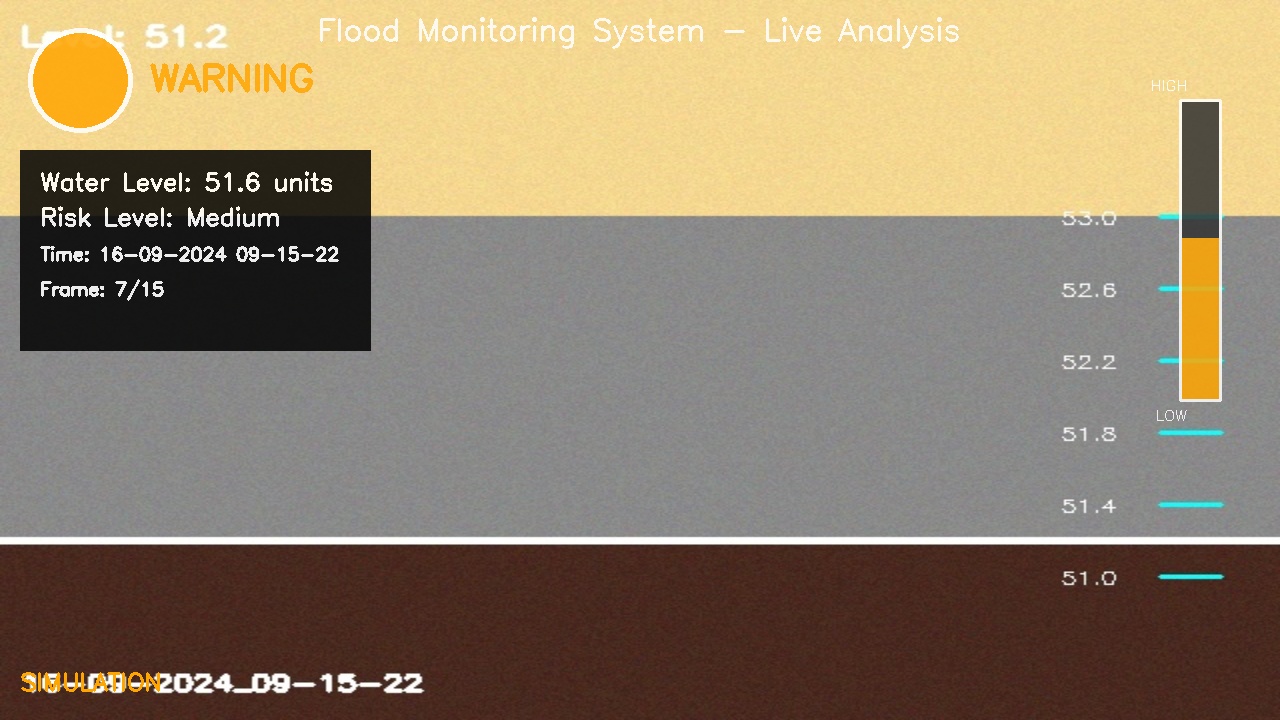 Flood Monitoring System - Live Analysis
Level: 51.2
WARNING
HIGH
Water Level: 51.6 units
Risk Level: Medium
Time: 16-09-2024 09-15-22
Frame: 7/15
53.0
52.6
52.2
LOW
51.8
51.4
51.0
SIMULATION
16-09-2024_09-15-22